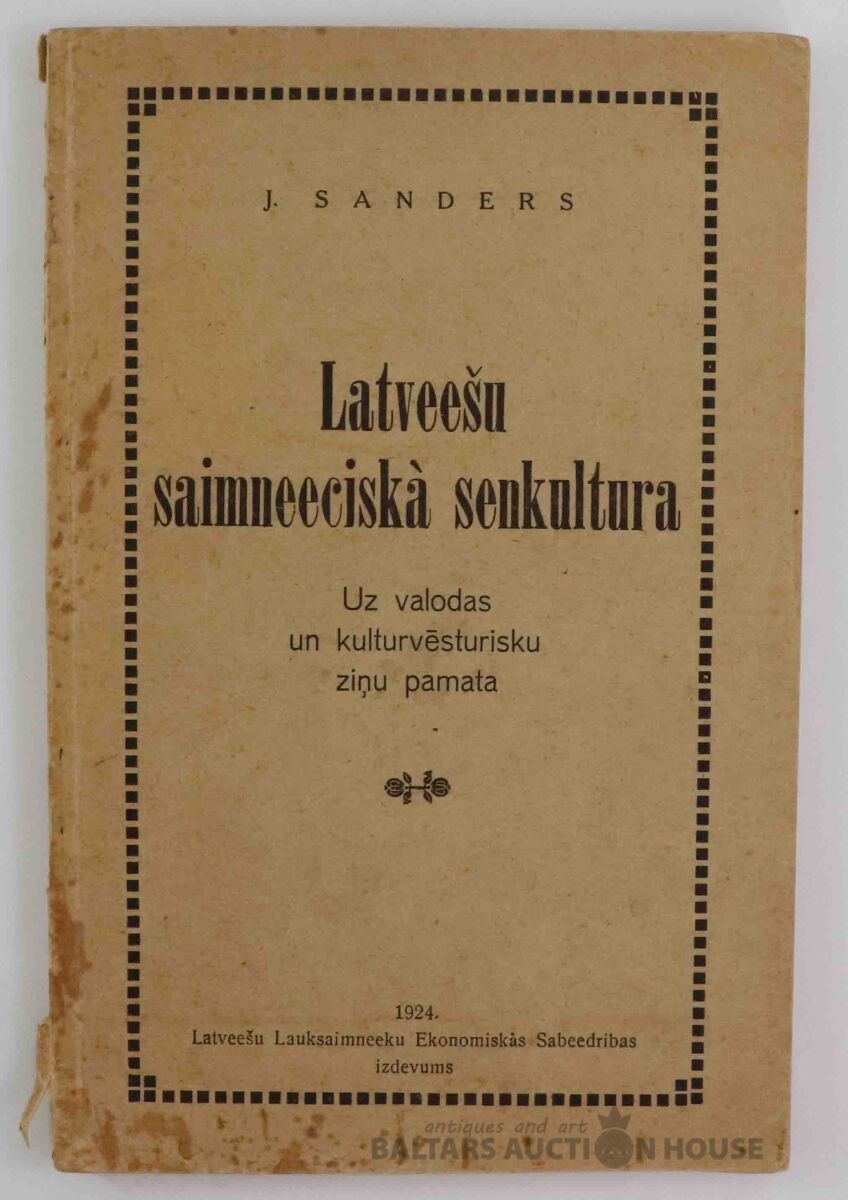 J. SANDERS
Latveešu
saimneeciskà senkultura
Uz valodas
un kulturvēsturisku
ziņu pamata
1924.
Latveešu Lauksaimneeku Ekonomiskàs Sabeedribas
izdevums
antiques and art
BALTARS AUCTION HOUSE